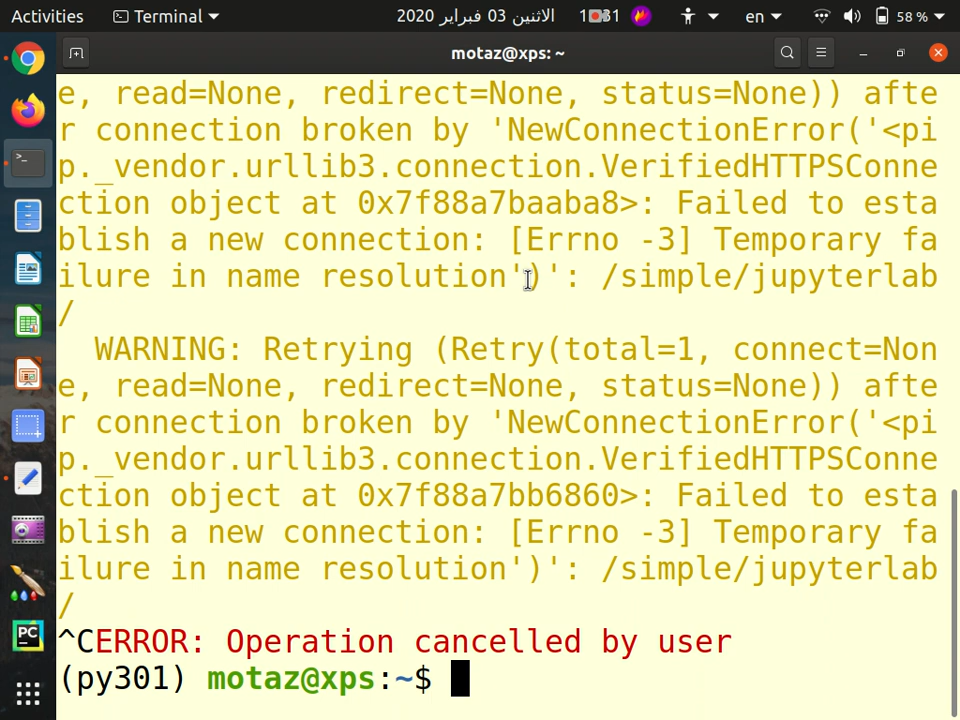 Activities
Terminal
الاثنين 03 فبراير 2020
en
58 %
motaz@xps: ~
e, read=None, redirect=None, status=None)) afte
r connection broken by 'NewConnectionError('<pi
p._vendor.urllib3.connection.VerifiedHTTPSConne
ction object at 0x7f88a7baaba8>: Failed to esta
blish a new connection: [Errno -3] Temporary fa
ilure in name resolution')': /simple/jupyterlab
/
  WARNING: Retrying (Retry(total=1, connect=Non
e, read=None, redirect=None, status=None)) afte
r connection broken by 'NewConnectionError('<pi
p._vendor.urllib3.connection.VerifiedHTTPSConne
ction object at 0x7f88a7bb6860>: Failed to esta
blish a new connection: [Errno -3] Temporary fa
ilure in name resolution')': /simple/jupyterlab
/
^CERROR: Operation cancelled by user
(py301) motaz@xps:~$
PC